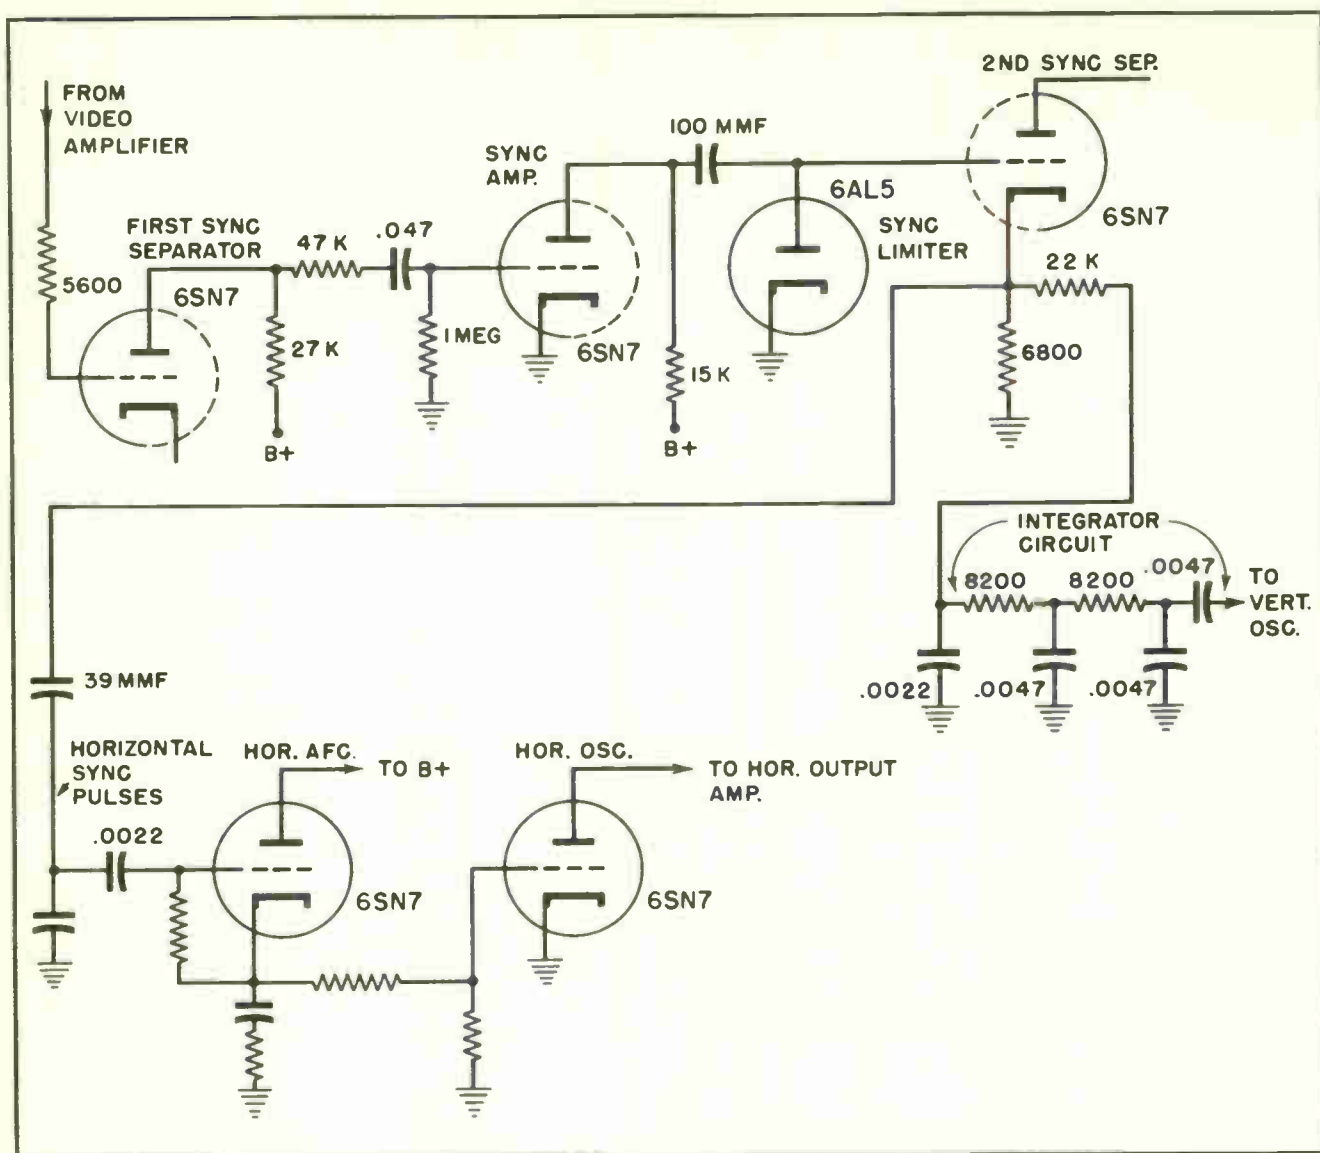 FROM
VIDEO
AMPLIFIER
5600
FIRST SYNC
SEPARATOR
6SN7
27 K
B+
47 K
.047
1 MEG
SYNC
AMP.
6SN7
100 MMF
15 K
B+
6AL5
SYNC
LIMITER
2ND SYNC SEP.
6SN7
22 K
6800
INTEGRATOR
CIRCUIT
8200
8200
.0047
TO
VERT.
OSC.
.0022
.0047
.0047
39 MMF
HORIZONTAL
SYNC
PULSES
.0022
HOR. AFC.
TO B+
6SN7
HOR. OSC.
TO HOR. OUTPUT
AMP.
6SN7